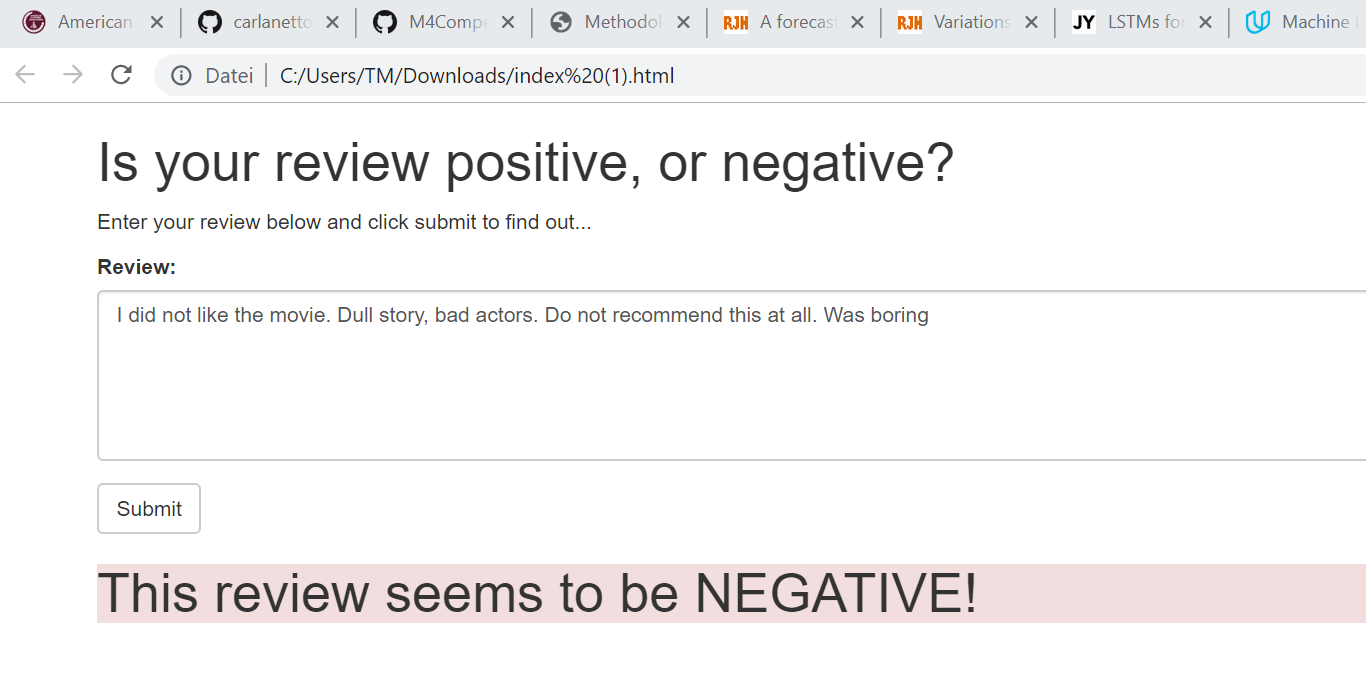 American
carlanetto
M4Compe
Methodol
RJH A forecast
RJH Variations
JY LSTMs for
Machine
Datei
C:/Users/TM/Downloads/index%20(1).html
Is your review positive, or negative?
Enter your review below and click submit to find out...
Review:
I did not like the movie. Dull story, bad actors. Do not recommend this at all. Was boring
Submit
This review seems to be NEGATIVE!